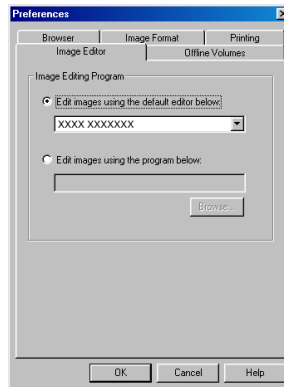 Preferences
Browser
Image Format
Printing
Image Editor
Offline Volumes
Image Editing Program
Edit images using the default editor below:
XXXX XXXXXXX
Edit images using the program below:
Browse...
OK
Cancel
Help